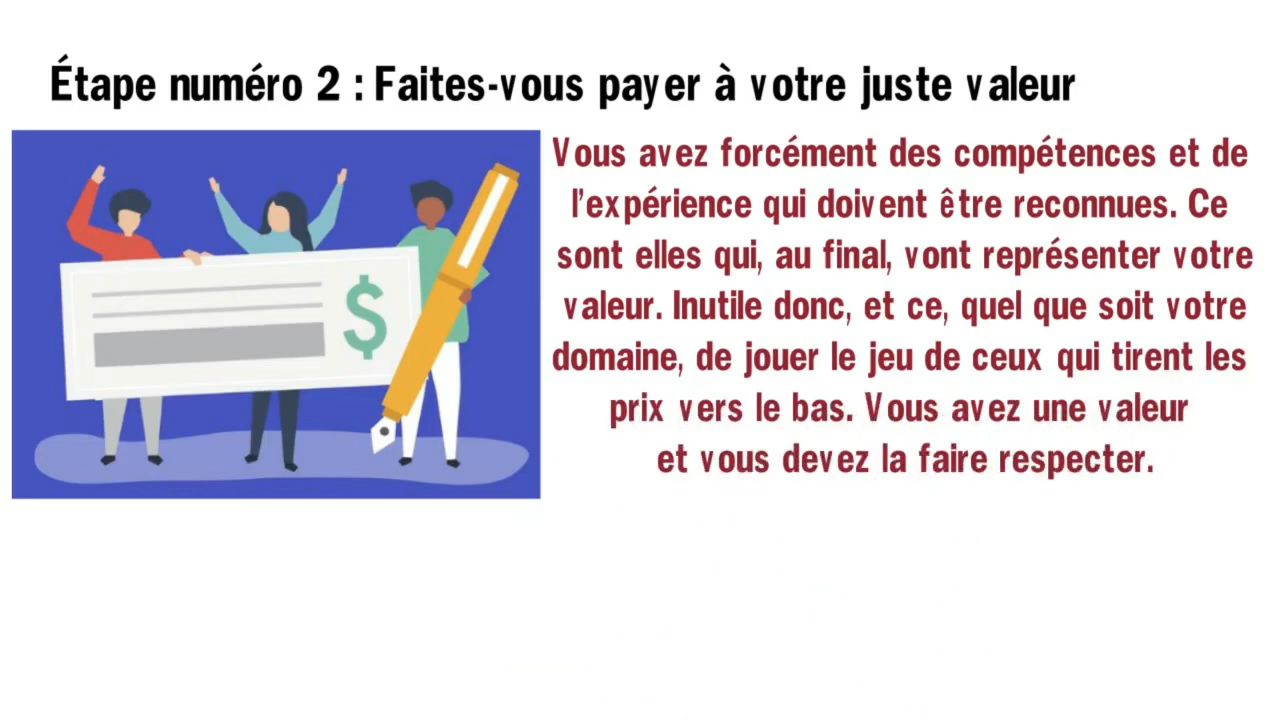 Étape numéro 2 : Faites-vous payer à votre juste valeur
Vous avez forcément des compétences et de
l'expérience qui doivent être reconnues. Ce
sont elles qui, au final, vont représenter votre
valeur. Inutile donc, et ce, quel que soit votre
domaine, de jouer le jeu de ceux qui tirent les
prix vers le bas. Vous avez une valeur
et vous devez la faire respecter.
$